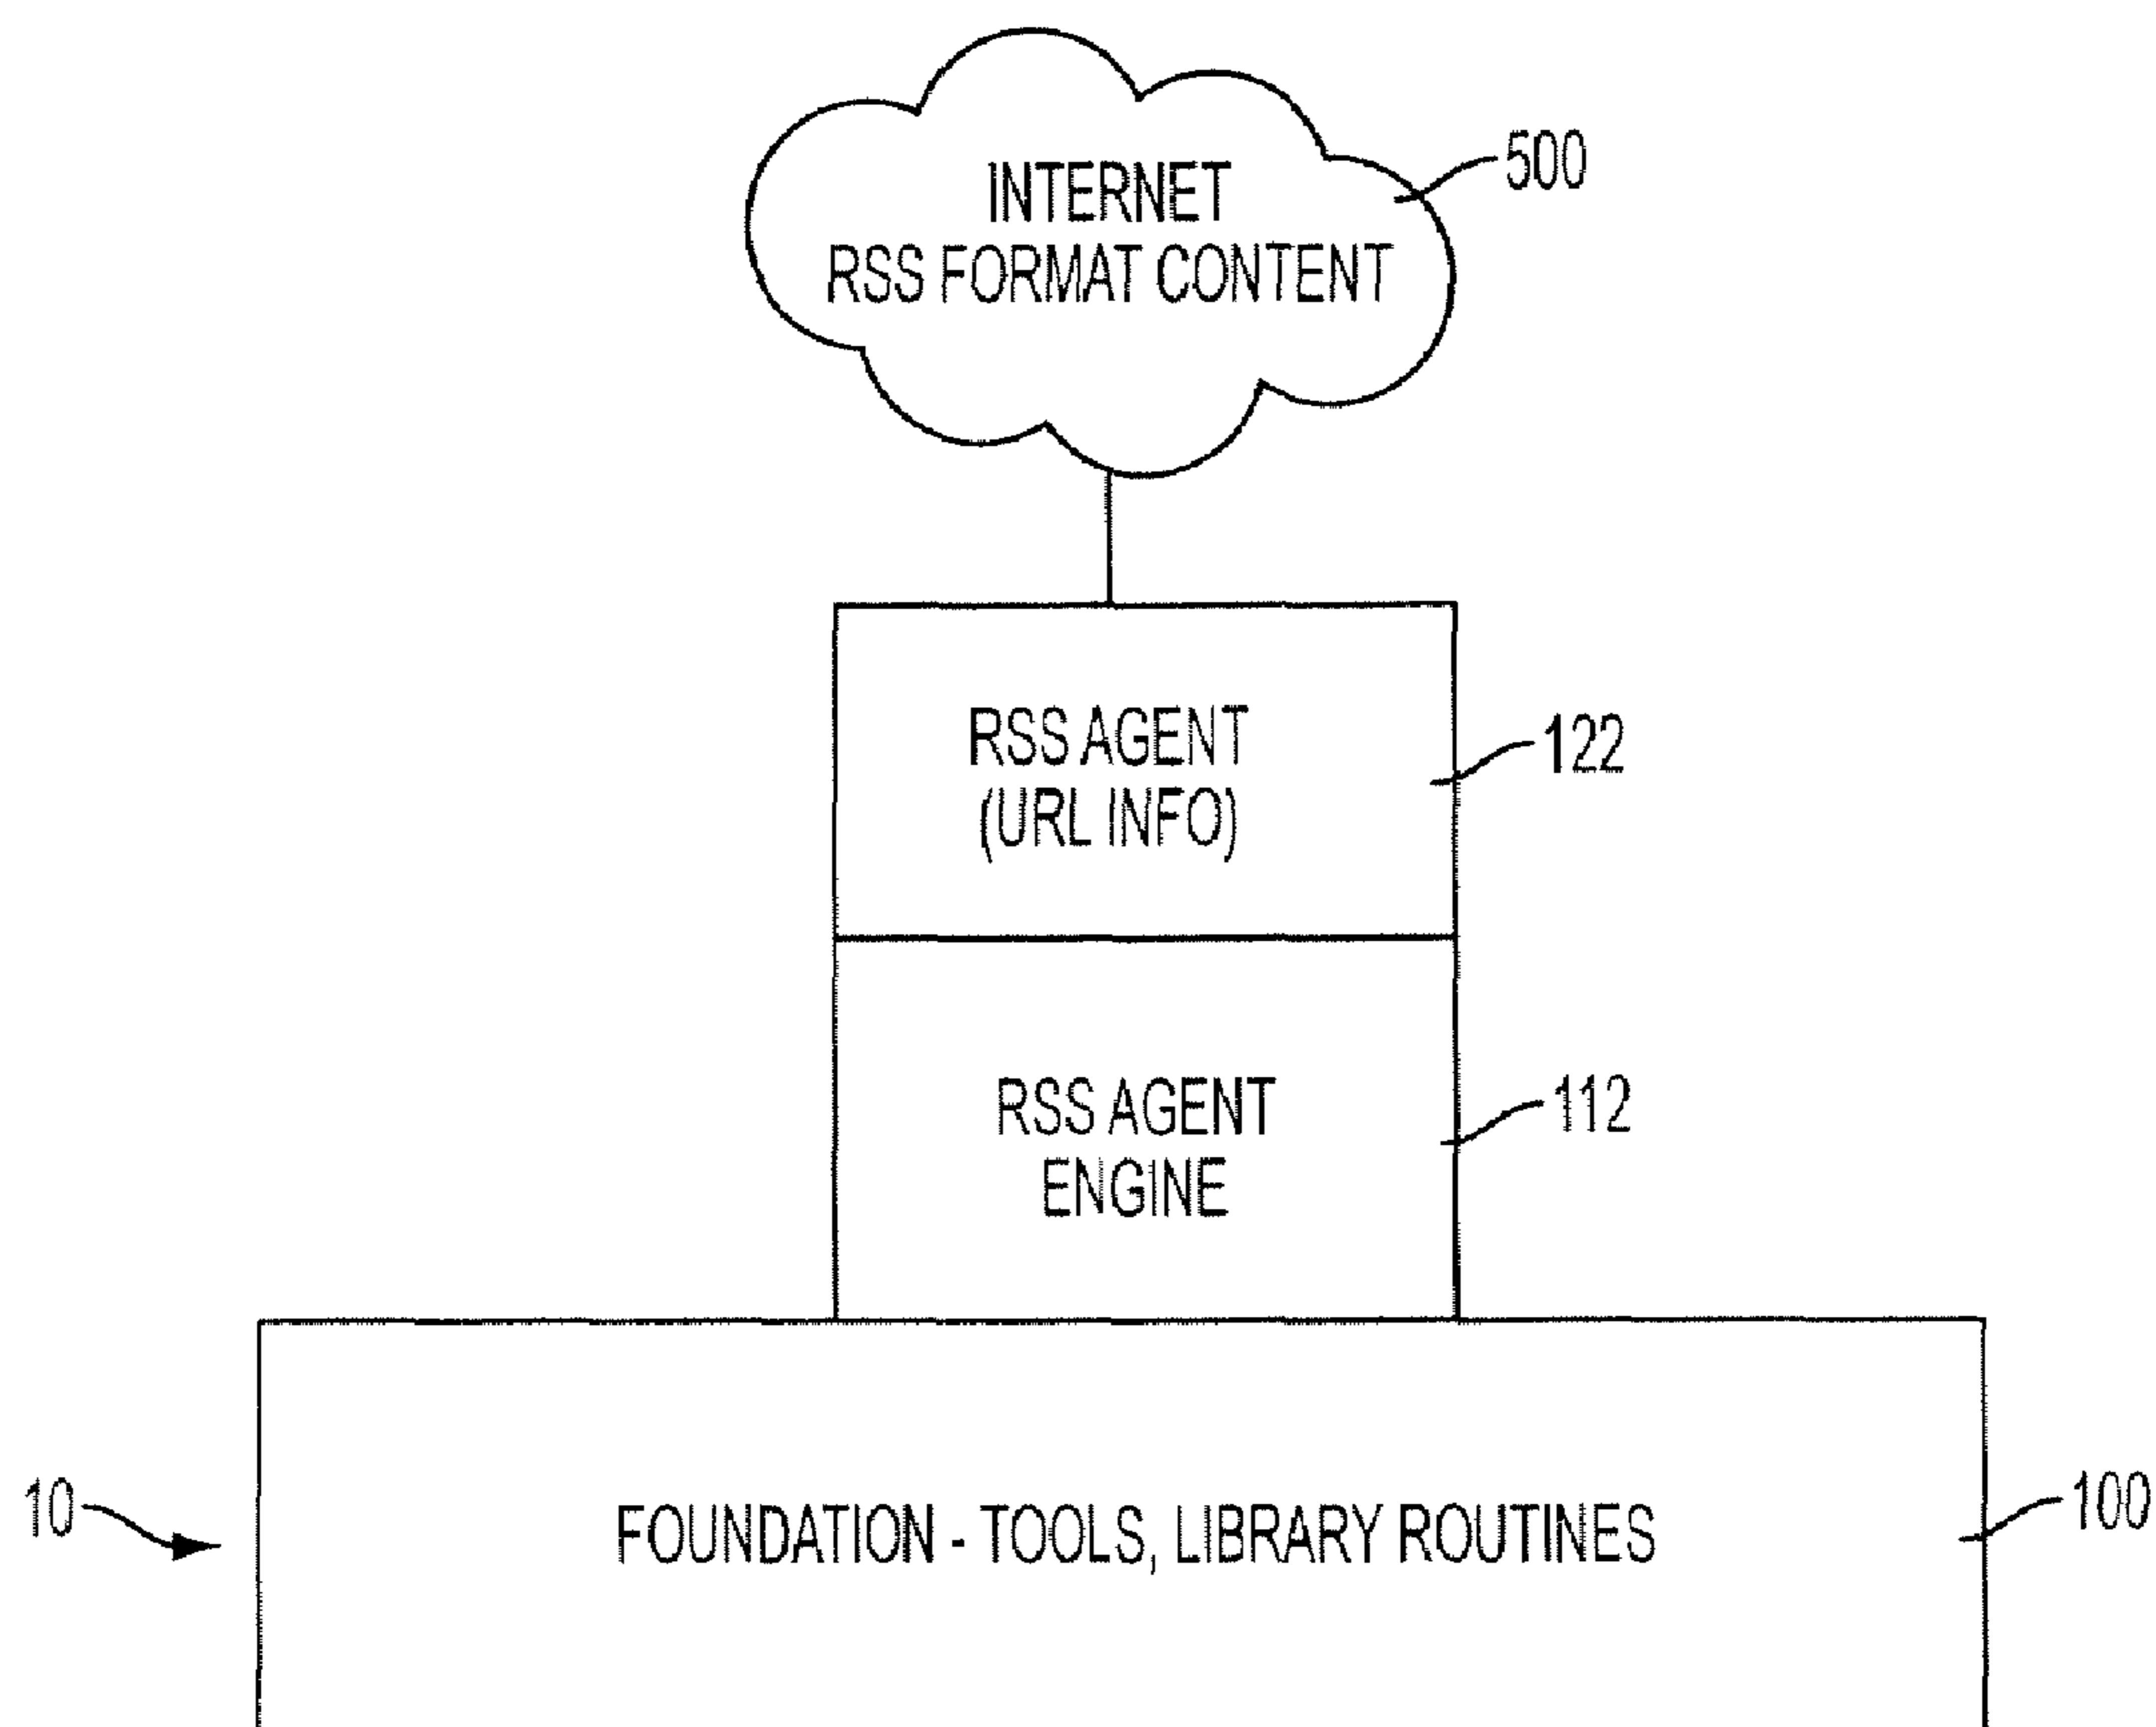 INTERNET
RSS FORMAT CONTENT
500
RSS AGENT
(URL INFO)
122
RSS AGENT
ENGINE
112
10
FOUNDATION - TOOLS, LIBRARY ROUTINES
100